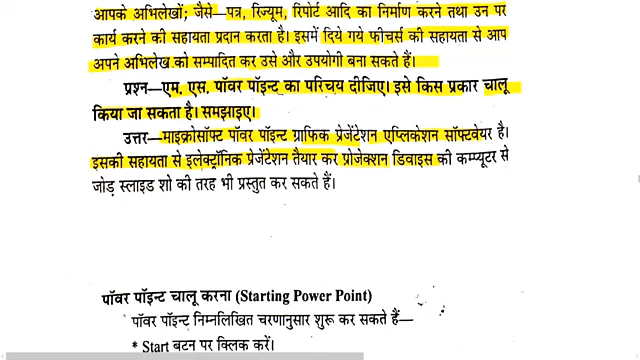 आपके अभिलेखों; जैसे—पत्र, रिज्यूम, रिपोर्ट आदि का निर्माण करने तथा उन पर
कार्य करने की सहायता प्रदान करता है। इसमें दिये गये फीचर्स की सहायता से आप
अपने अभिलेख को सम्पादित कर उसे और उपयोगी बना सकते हैं।
प्रश्न—एम. एस. पॉवर पॉइन्ट का परिचय दीजिए। इसे किस प्रकार चालू
किया जा सकता है। समझाइए।
उत्तर—माइक्रोसॉफ्ट पॉवर पॉइन्ट ग्राफिक प्रेजेंटेशन एप्लिकेशन सॉफ्टवेयर है।
इसकी सहायता से इलेक्ट्रॉनिक प्रेजेंटेशन तैयार कर प्रोजेक्शन डिवाइस की कम्प्यूटर से
जोड़ स्लाइड शो की तरह भी प्रस्तुत कर सकते हैं।
पॉवर पॉइन्ट चालू करना (Starting Power Point)
पॉवर पॉइन्ट निम्नलिखित चरणानुसार शुरू कर सकते हैं—
* Start बटन पर क्लिक करें।